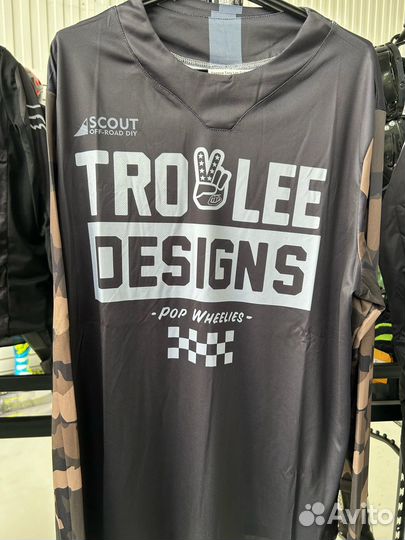 SCOUT
OFF-ROAD DIY
TRO LEE
DESIGNS
- POP WHEELIES -
Avito